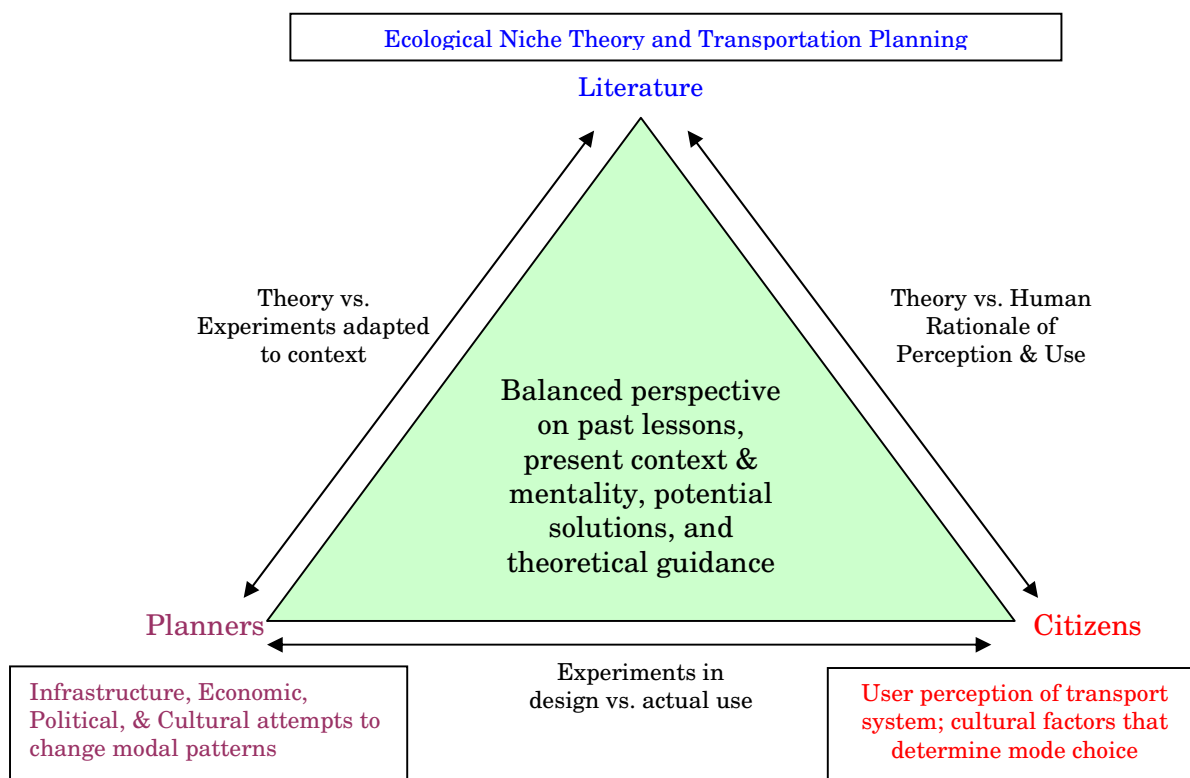 Ecological Niche Theory and Transportation Planning
Literature
Theory vs.
Experiments adapted
to context
Theory vs. Human
Rationale of
Perception & Use
Balanced perspective
on past lessons,
present context &
mentality, potential
solutions, and
theoretical guidance
Planners
Citizens
Experiments in
design vs. actual use
Infrastructure, Economic,
Political, & Cultural attempts to
change modal patterns
User perception of transport
system; cultural factors that
determine mode choice